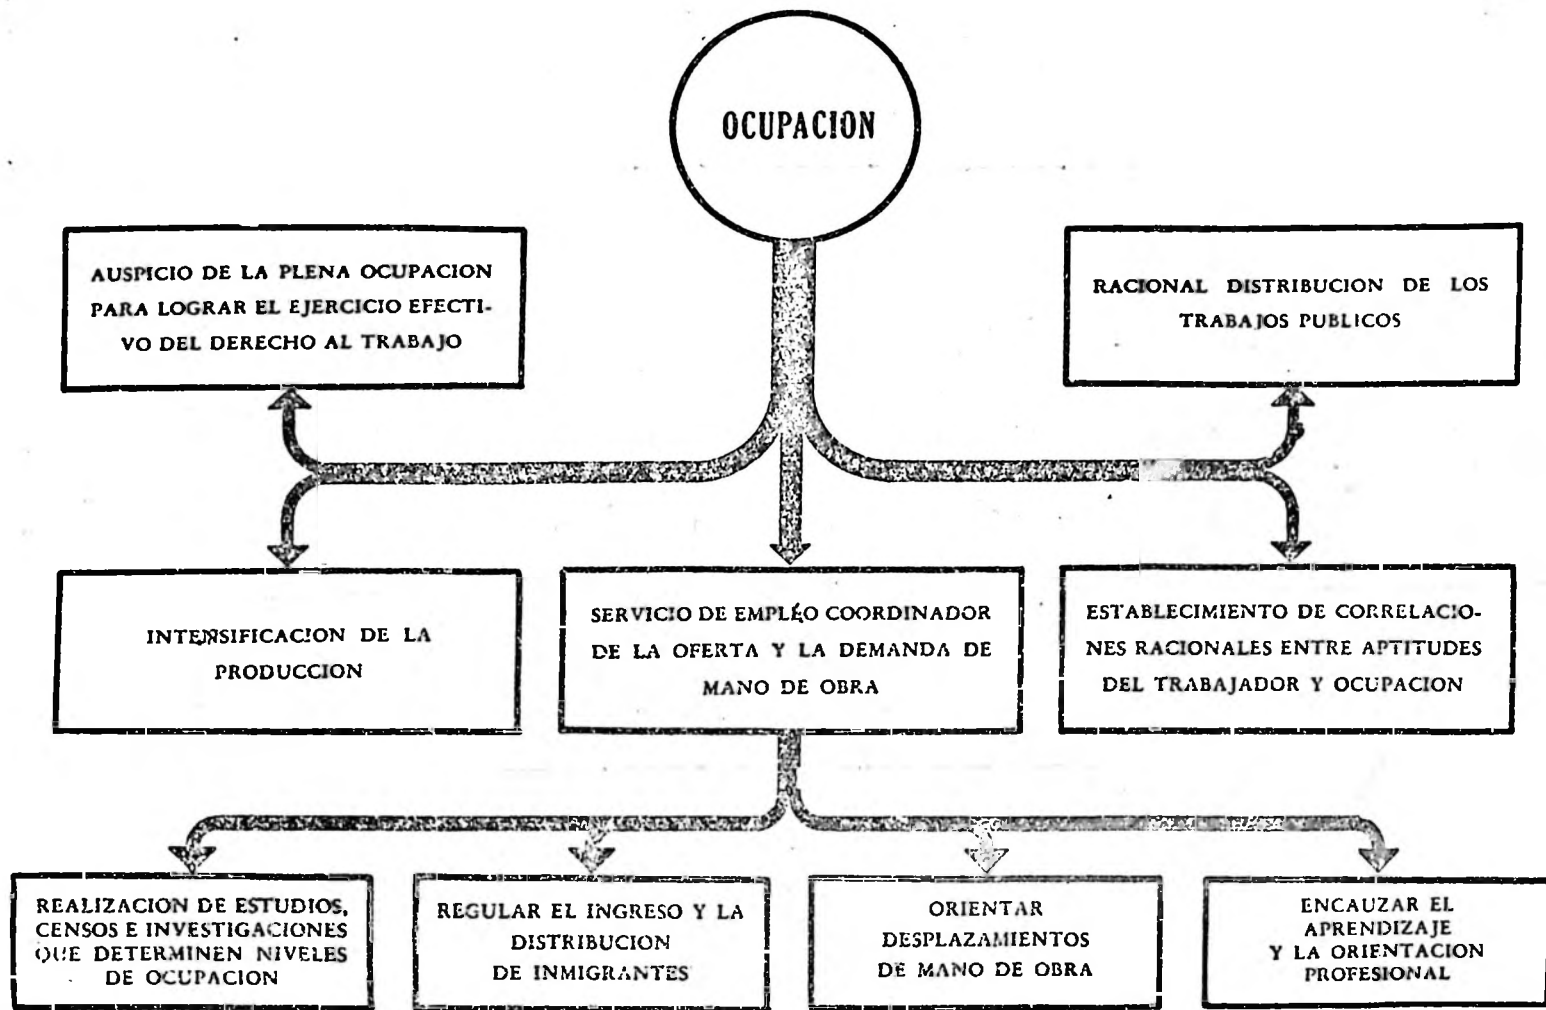 OCUPACION
AUSPICIO DE LA PLENA OCUPACION
PARA LOGRAR EL EJERCICIO EFECTI-
VO DEL DERECHO AL TRABAJO
RACIONAL DISTRIBUCION DE LOS
TRABAJOS PUBLICOS
INTENSIFICACION DE LA
PRODUCCION
SERVICIO DE EMPLEO COORDINADOR
DE LA OFERTA Y LA DEMANDA DE
MANO DE OBRA
ESTABLECIMIENTO DE CORRELACIO-
NES RACIONALES ENTRE APTITUDES
DEL TRABAJADOR Y OCUPACION
REALIZACION DE ESTUDIOS,
CENSOS E INVESTIGACIONES
QUE DETERMINEN NIVELES
DE OCUPACION
REGULAR EL INGRESO Y LA
DISTRIBUCION
DE INMIGRANTES
ORIENTAR
DESPLAZAMIENTOS
DE MANO DE OBRA
ENCAUZAR EL
APRENDIZAJE
Y LA ORIENTACION
PROFESIONAL